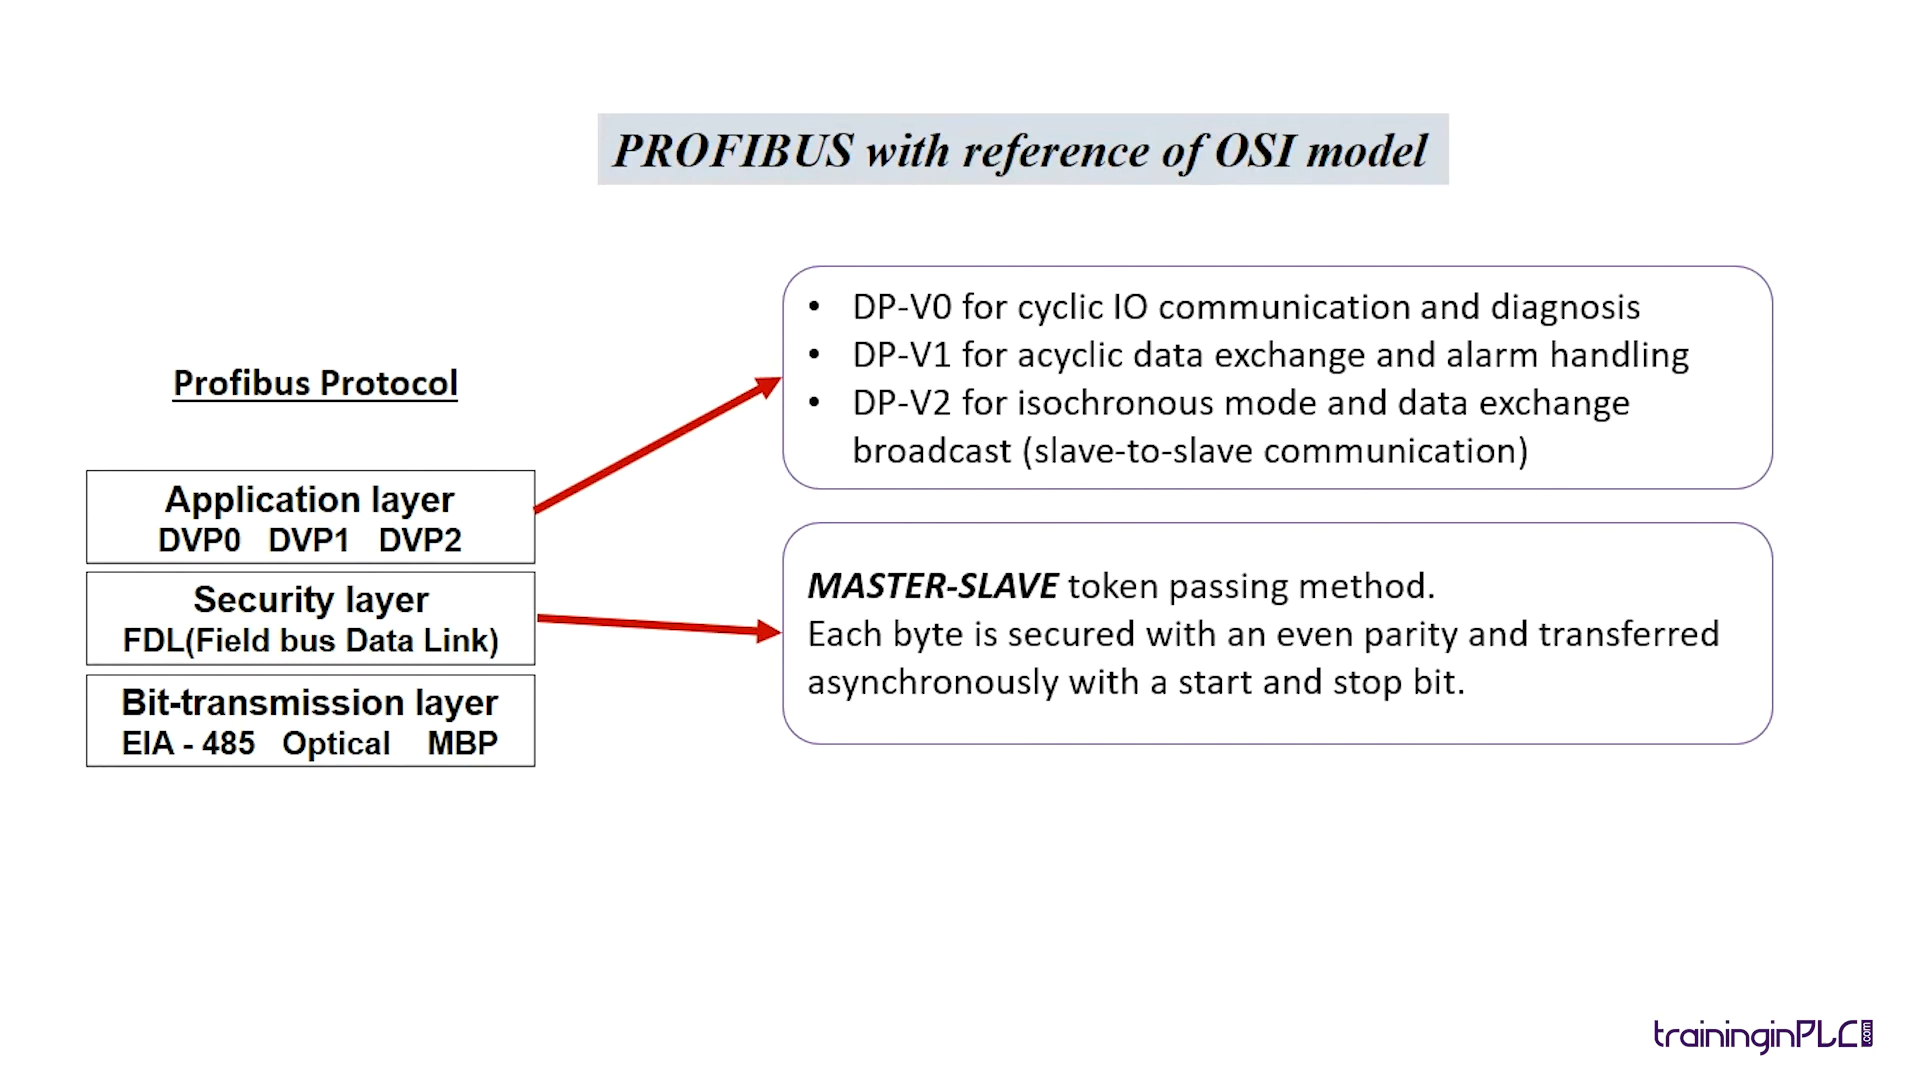 PROFIBUS with reference of OSI model
Profibus Protocol
Application layer
DVP0 DVP1 DVP2
Security layer
FDL(Field bus Data Link)
Bit-transmission layer
EIA - 485 Optical MBP
• DP-V0 for cyclic IO communication and diagnosis
• DP-V1 for acyclic data exchange and alarm handling
• DP-V2 for isochronous mode and data exchange
broadcast (slave-to-slave communication)
MASTER-SLAVE token passing method.
Each byte is secured with an even parity and transferred
asynchronously with a start and stop bit.
traininginPLC.com